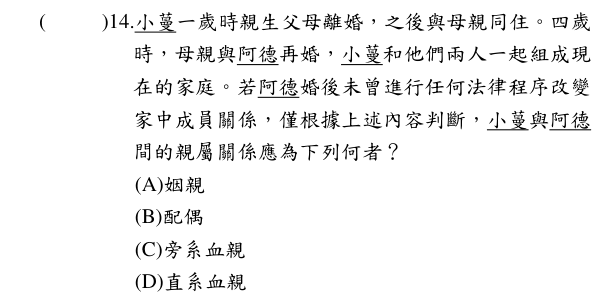 (　　)14.小蔓一歲時親生父母離婚，之後與母親同住。四歲
時，母親與阿德再婚，小蔓和他們兩人一起組成現
在的家庭。若阿德婚後未曾進行任何法律程序改變
家中成員關係，僅根據上述內容判斷，小蔓與阿德
間的親屬關係應為下列何者？
(A)姻親
(B)配偶
(C)旁系血親
(D)直系血親